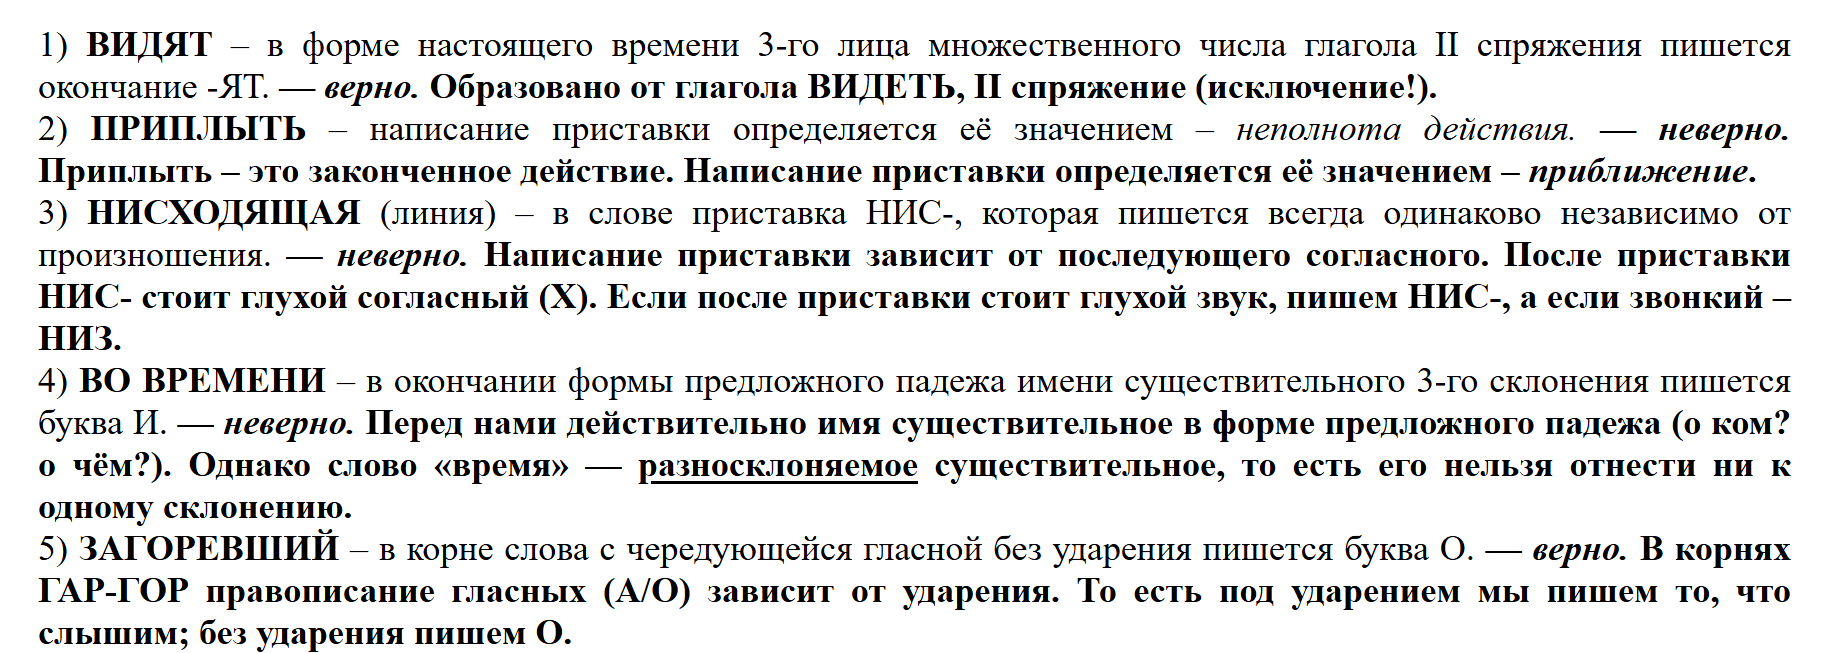 1) ВИДЯТ – в форме настоящего времени 3-го лица множественного числа глагола II спряжения пишется
окончание -ЯТ. — верно. Образовано от глагола ВИДЕТЬ, II спряжение (исключение!).
2) ПРИПЛЫТЬ – написание приставки определяется её значением – неполнота действия. — неверно.
Приплыть – это законченное действие. Написание приставки определяется её значением – приближение.
3) НИСХОДЯЩАЯ (линия) – в слове приставка НИС-, которая пишется всегда одинаково независимо от
произношения. — неверно. Написание приставки зависит от последующего согласного. После приставки
НИС- стоит глухой согласный (Х). Если после приставки стоит глухой звук, пишем НИС-, а если звонкий –
НИЗ.
4) ВО ВРЕМЕНИ – в окончании формы предложного падежа имени существительного 3-го склонения пишется
буква И. — неверно. Перед нами действительно имя существительное в форме предложного падежа (о ком?
о чём?). Однако слово «время» — разносклоняемое существительное, то есть его нельзя отнести ни к
одному склонению.
5) ЗАГОРЕВШИЙ – в корне слова с чередующейся гласной без ударения пишется буква О. — верно. В корнях
ГАР-ГОР правописание гласных (А/О) зависит от ударения. То есть под ударением мы пишем то, что
слышим; без ударения пишем О.